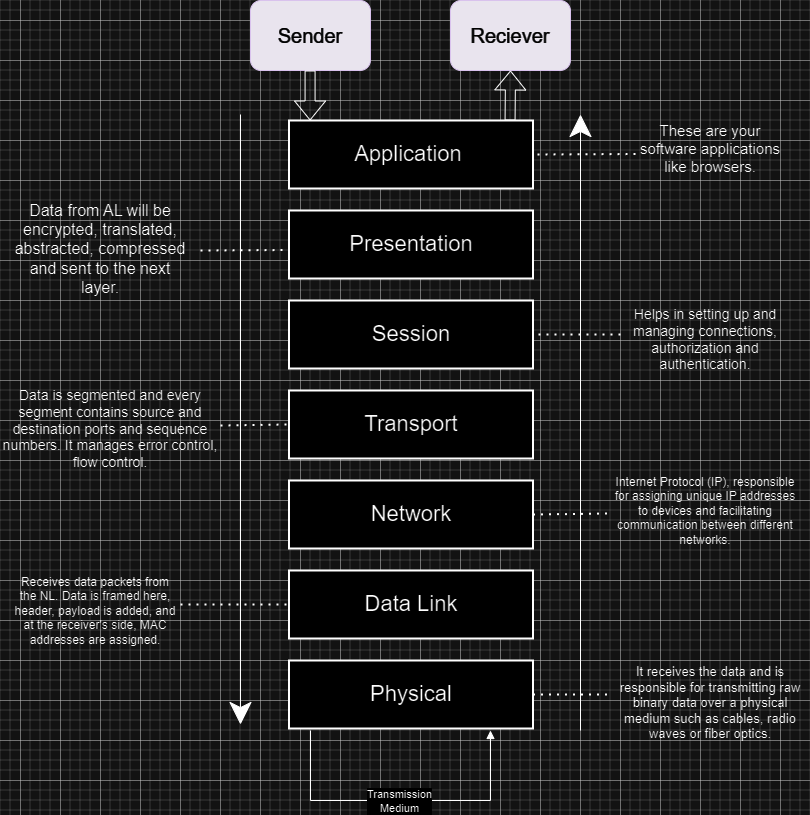 Sender
Reciever
Application
These are your
software applications
like browsers.
Data from AL will be
encrypted, translated,
abstracted, compressed
and sent to the next
layer.
Presentation
Session
Helps in setting up and
managing connections,
authorization and
authentication.
Data is segmented and every
segment contains source and
destination ports and sequence
numbers. It manages error control,
flow control.
Transport
Network
Internet Protocol (IP), responsible
for assigning unique IP addresses
to devices and facilitating
communication between different
networks.
Receives data packets from
the NL. Data is framed here,
header, payload is added, and
at the receiver's side, MAC
addresses are assigned.
Data Link
Physical
It receives the data and is
responsible for transmitting raw
binary data over a physical
medium such as cables, radio
waves or fiber optics.
Transmission
Medium